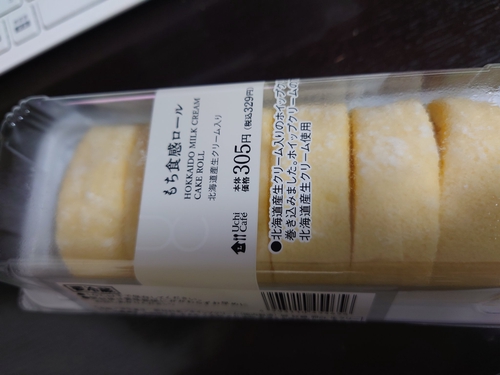 もち食感ロール
HOKKAIDO MILK CREAM
CAKE ROLL
北海道産生クリーム入り
本体
価格 305円 (税込329円)
Uchi
Café
●北海道産生クリーム入りのホイップ
巻き込みました。ホイップクリームの
北海道産生クリーム使用
要冷蔵